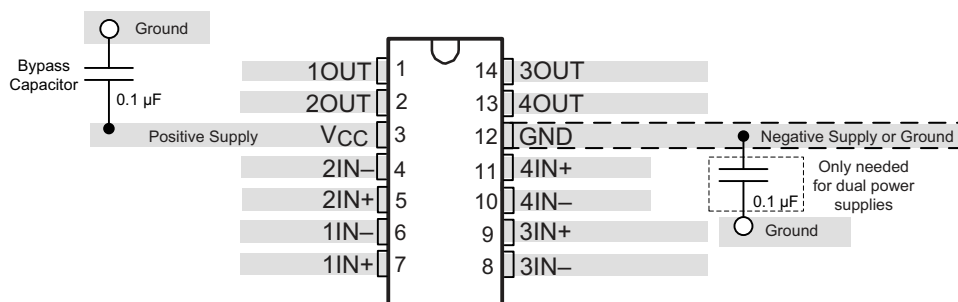 Ground
Bypass
Capacitor
0.1 µF
Positive Supply
1OUT 1
2OUT 2
VCC 3
2IN– 4
2IN+ 5
1IN– 6
1IN+ 7
14 3OUT
13 4OUT
12 GND
11 4IN+
10 4IN–
9 3IN+
8 3IN–
Negative Supply or Ground
Only needed
for dual power
supplies
0.1 µF
Ground